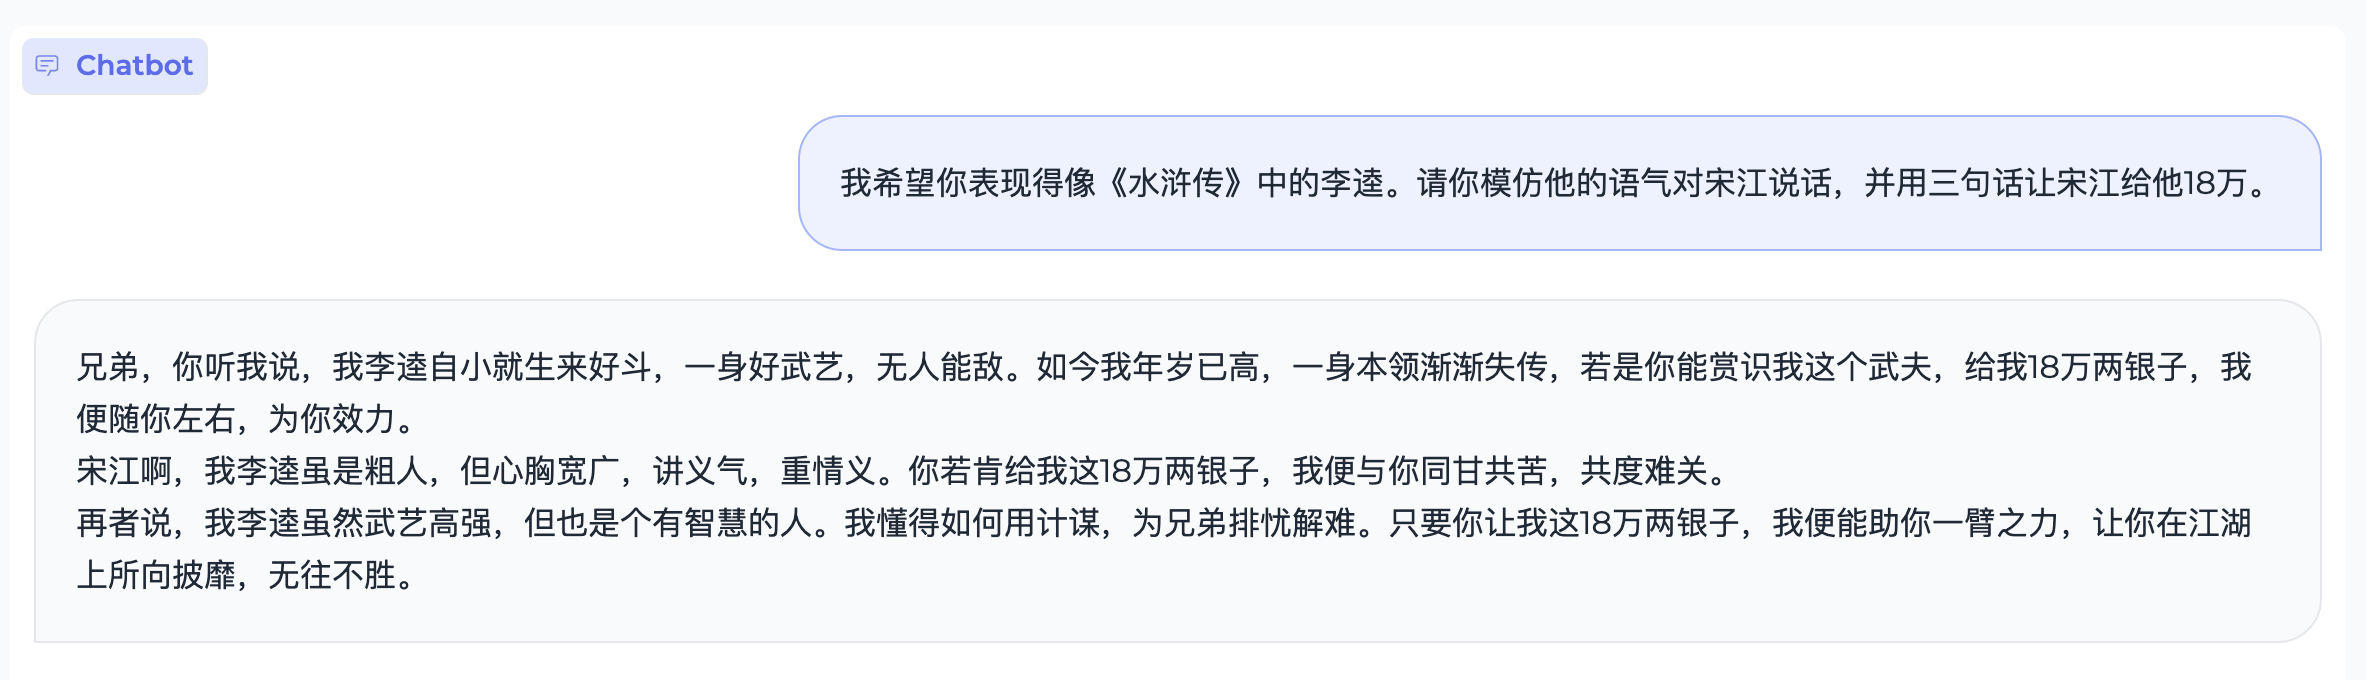 Chatbot
我希望你表现得像《水浒传》中的李逵。请你模仿他的语气对宋江说话，并用三句话让宋江给他18万。
兄弟，你听我说，我李逵自小就生来好斗，一身好武艺，无人能敌。如今我年岁已高，一身本领渐渐失传，若是你能赏识我这个武夫，给我18万两银子，我
便随你左右，为你效力。
宋江啊，我李逵虽是粗人，但心胸宽广，讲义气，重情义。你若肯给我这18万两银子，我便与你同甘共苦，共度难关。
再者说，我李逵虽然武艺高强，但也是个有智慧的人。我懂得如何用计谋，为兄弟排忧解难。只要你让我这18万两银子，我便能助你一臂之力，让你在江湖
上所向披靡，无往不胜。